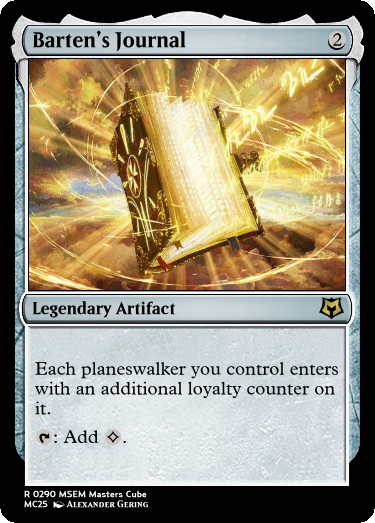 Barten's Journal
2
Legendary Artifact
Each planeswalker you control enters
with an additional loyalty counter on
it.
: Add .
R 0290 MSEM Masters Cube
MC25 Alexander Gering